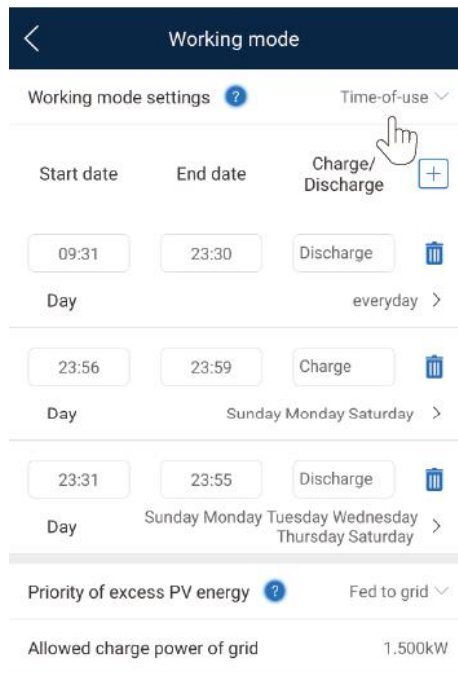 Working mode
Working mode settings ? Time-of-use
Start date End date Charge/
Discharge
09:31 23:30 Discharge
Day everyday
23:56 23:59 Charge
Day Sunday Monday Saturday
23:31 23:55 Discharge
Day Sunday Monday Tuesday Wednesday
Thursday Saturday
Priority of excess PV energy ? Fed to grid
Allowed charge power of grid 1.500kW